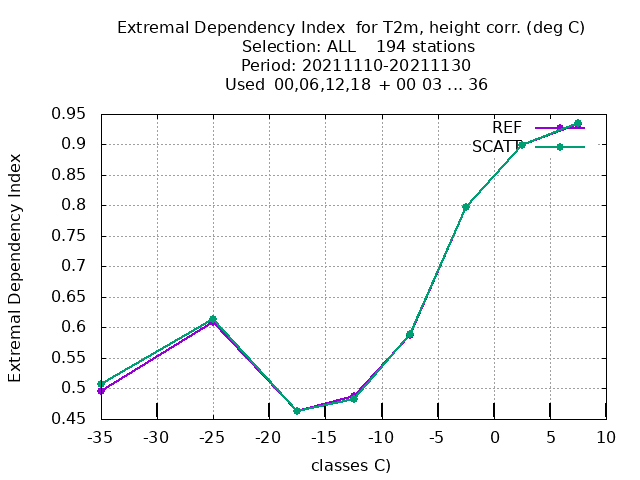 Extremal Dependency Index  for T2m, height corr. (deg C)
Selection: ALL    194 stations
Period: 20211110-20211130
Used  00,06,12,18  + 00 03 ... 36
REF
SCATT
0.95
0.9
0.85
0.8
0.75
0.7
0.65
0.6
0.55
0.5
0.45
Extremal Dependency Index
-35 -30 -25 -20 -15 -10 -5 0 5 10
classes C)